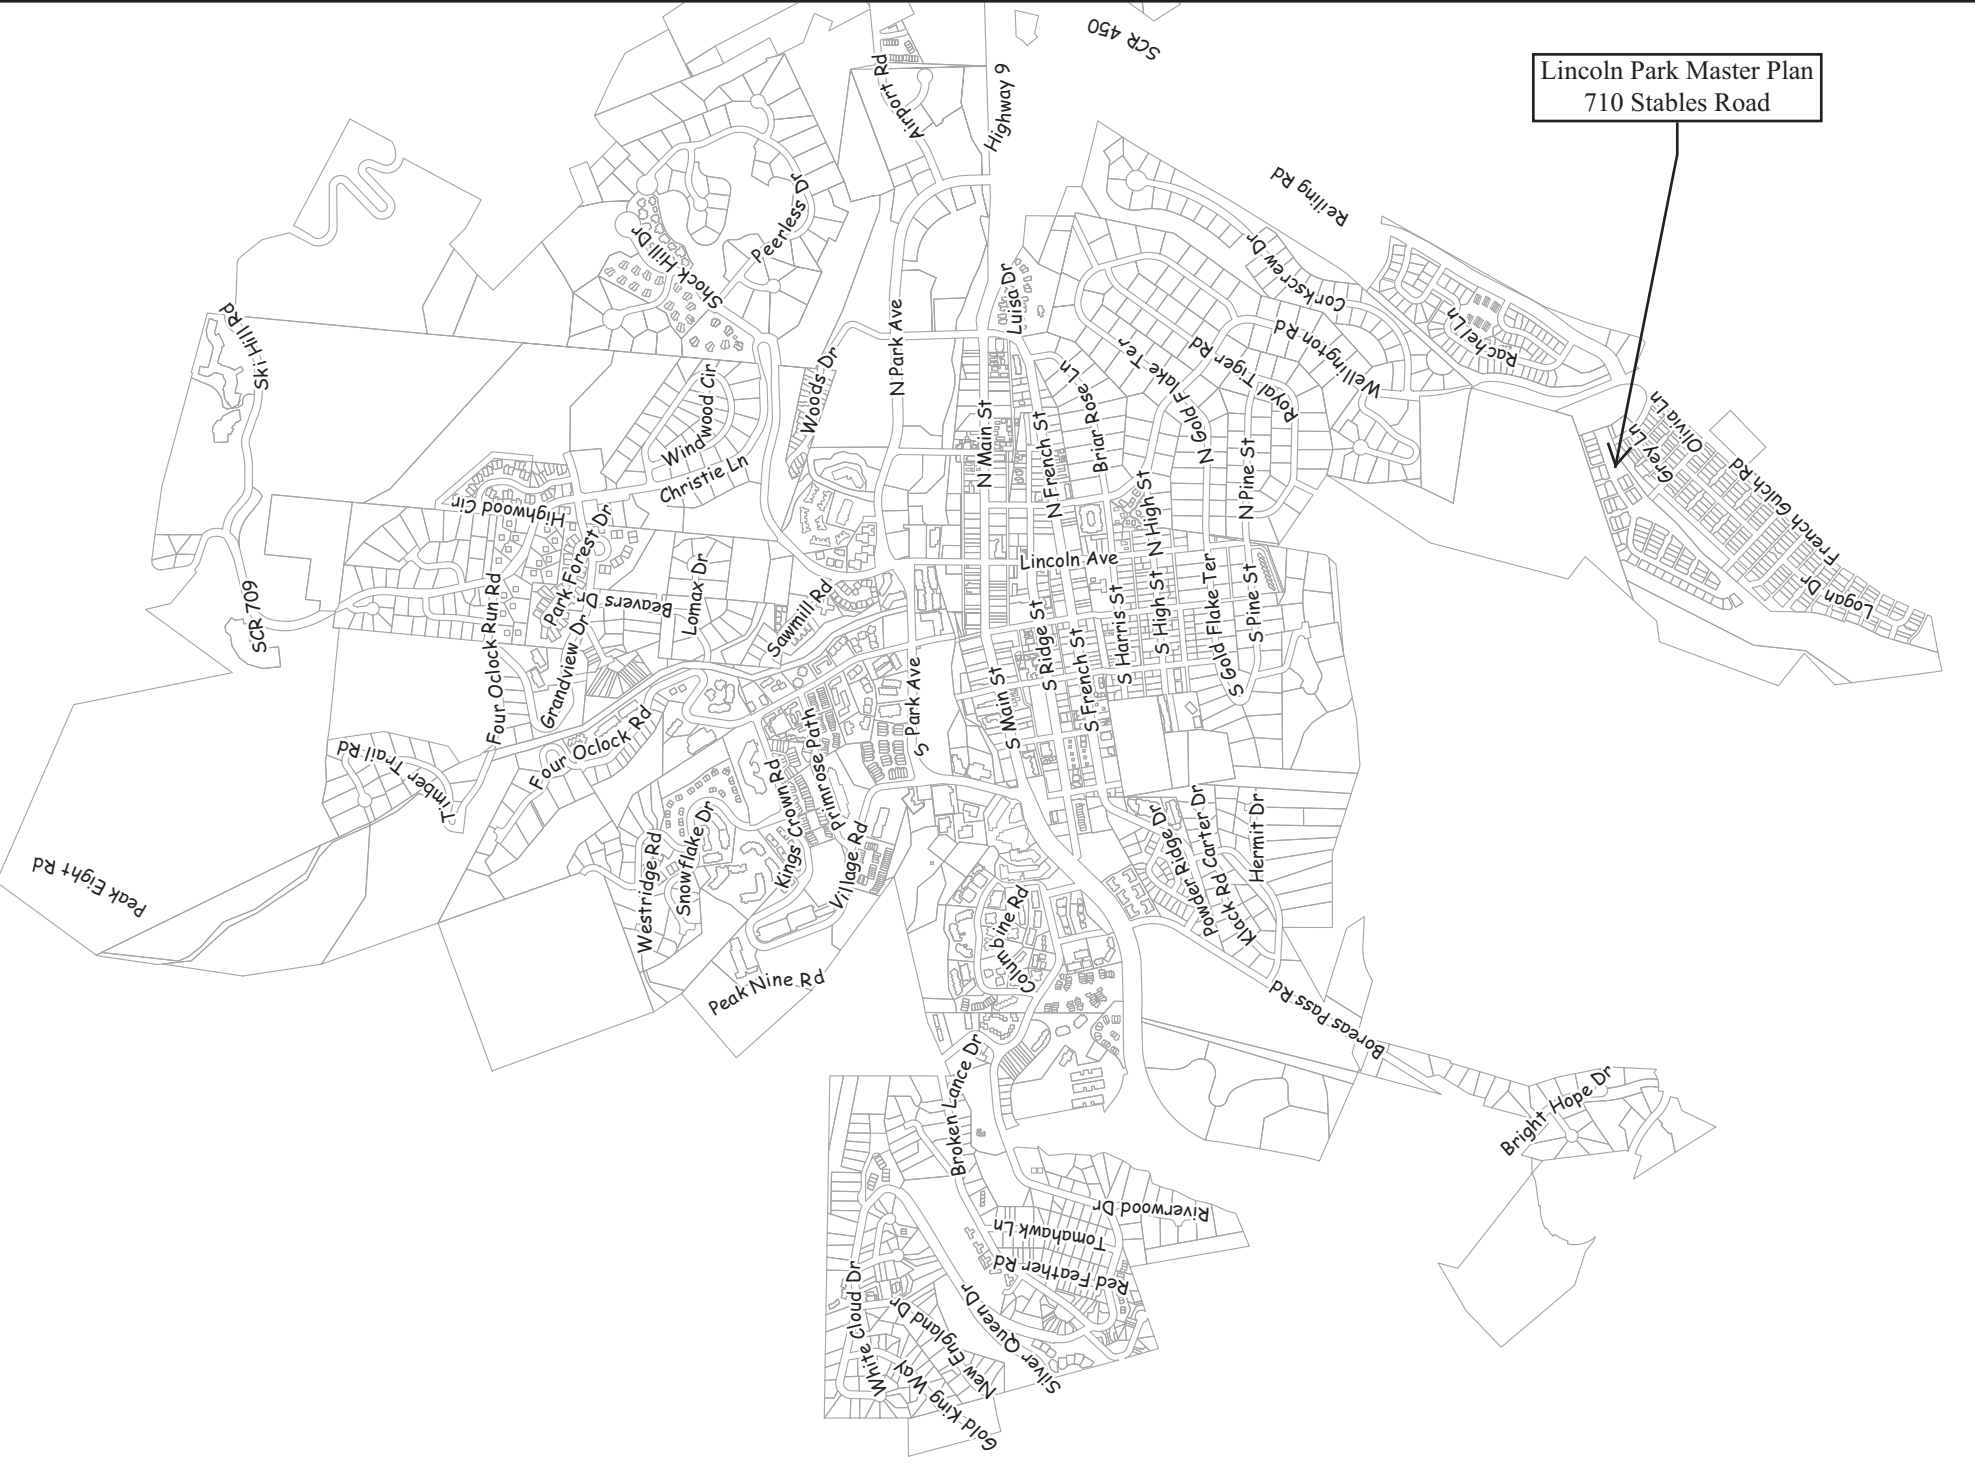 SCR 450
Lincoln Park Master Plan
710 Stables Road
Airport Rd
Highway 9
Reiling Rd
Peerless Dr
Shock Hill Dr
Corkscrew Dr
Luisa Dr
Ski Hill Rd
N Park Ave
Woods Dr
Windwood Cir
Christie Ln
N Main St
N French St
Briar Rose Ln
Gold Flake Ter
N Gold Flake Ter
Royal Tiger Rd
Royal Tiger Rd
Wellington Rd
Rachel Ln
Grey Ln
Olivia Ln
French Gulch Rd
Logan Dr
N Pine St
N High St
Highwood Cir
Park Forest Dr
Lincoln Ave
SCR 709
Four Oclock Run Rd
Beavers Dr
Lomax Dr
Sawmill Rd
Grandview Dr
S Ridge St
S French St
S Harris St
S High St
S Gold Flake Ter
S Pine St
S Park Ave
S Main St
Four Oclock Rd
Timber Trail Rd
Primrose Path
Kings Crown Rd
Village Rd
Snowflake Dr
Westridge Rd
Peak Eight Rd
Peak Nine Rd
Columbine Rd
Powder Ridge Dr
Carter Dr
Klack Rd
Hermit Dr
Boreas Pass Rd
Bright Hope Dr
Broken Lance Dr
Riverwood Dr
Tomahawk Ln
Red Feather Rd
Silver Queen Dr
White Cloud Dr
New England Dr
Gold King Way